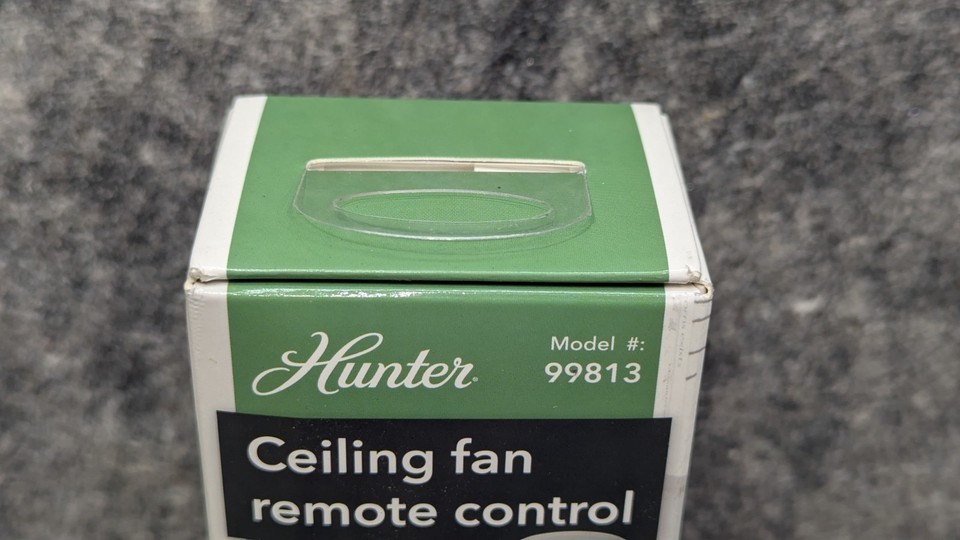 Hunter
Model #:
99813
Ceiling fan
remote control